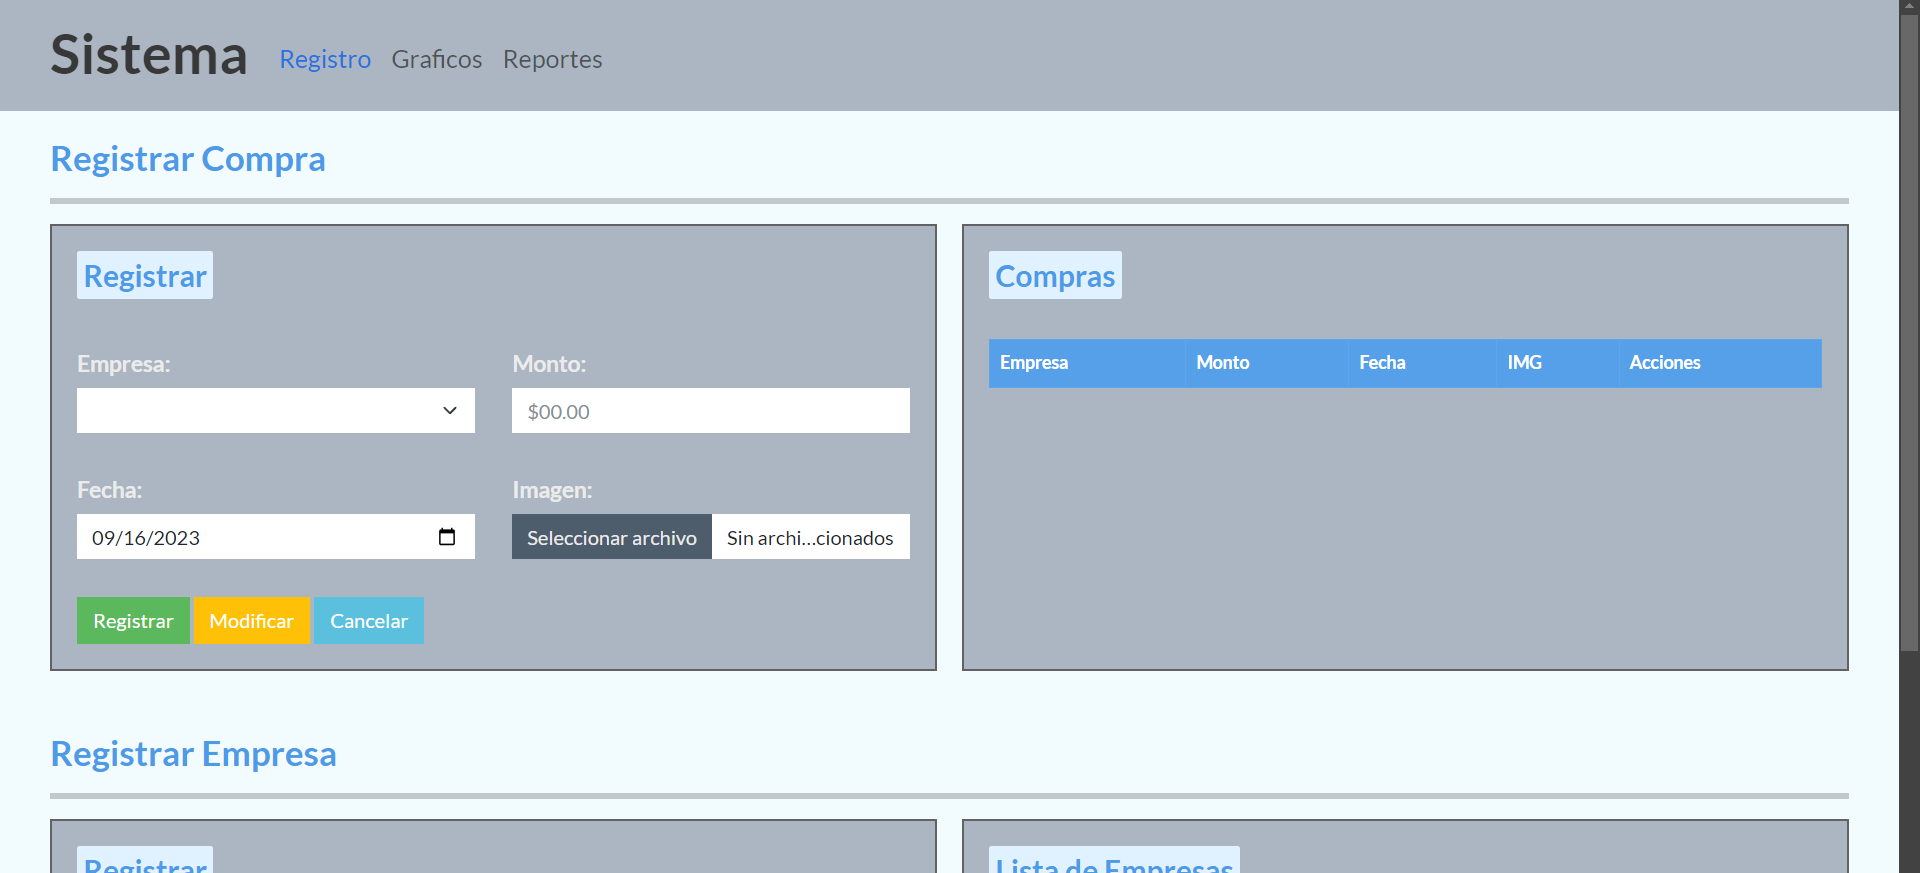 Sistema Registro Graficos Reportes
Registrar Compra
Registrar
Empresa: Monto:
$00.00
Fecha: Imagen:
09/16/2023 Seleccionar archivo Sin archi...cionados
Registrar Modificar Cancelar
Compras
Empresa Monto Fecha IMG Acciones
Registrar Empresa
Registrar
Lista de Empresas